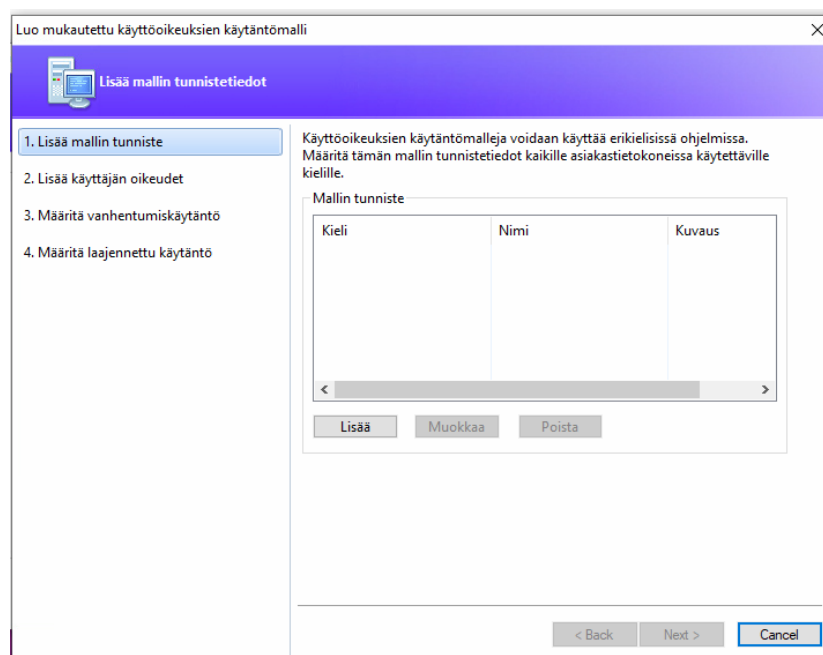 Luo mukautettu käyttöoikeuksien käytäntömalli
Lisää mallin tunnistetiedot
1. Lisää mallin tunniste
2. Lisää käyttäjän oikeudet
3. Määritä vanhentumiskäytäntö
4. Määritä laajennettu käytäntö
Käyttöoikeuksien käytäntömalleja voidaan käyttää erikielisissä ohjelmissa.
Määritä tämän mallin tunnistetiedot kaikille asiakastietokoneissa käytettäville
kielille.
Mallin tunniste
Kieli Nimi Kuvaus
Lisää Muokkaa Poista
< Back Next > Cancel